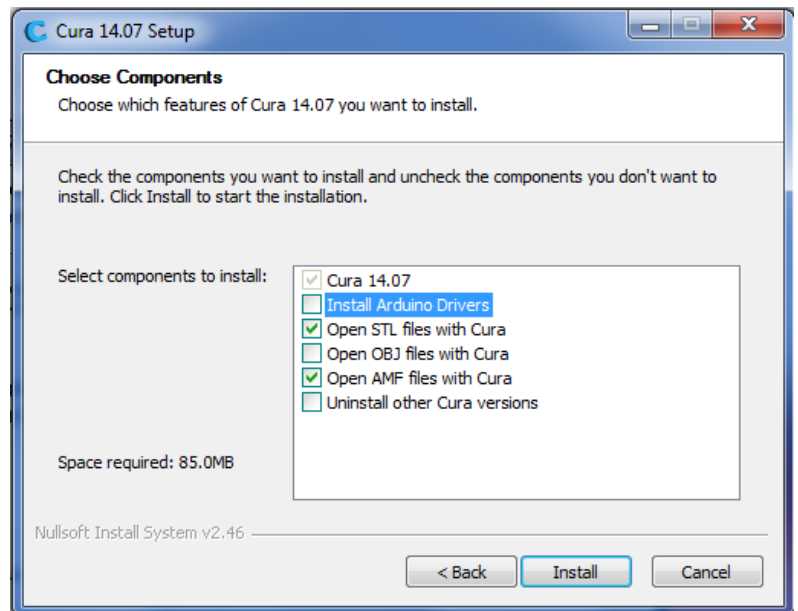 Cura 14.07 Setup
Choose Components
Choose which features of Cura 14.07 you want to install.
Check the components you want to install and uncheck the components you don't want to
install. Click Install to start the installation.
Select components to install:
Cura 14.07
Install Arduino Drivers
Open STL files with Cura
Open OBJ files with Cura
Open AMF files with Cura
Uninstall other Cura versions
Space required: 85.0MB
Nullsoft Install System v2.46
< Back Install Cancel